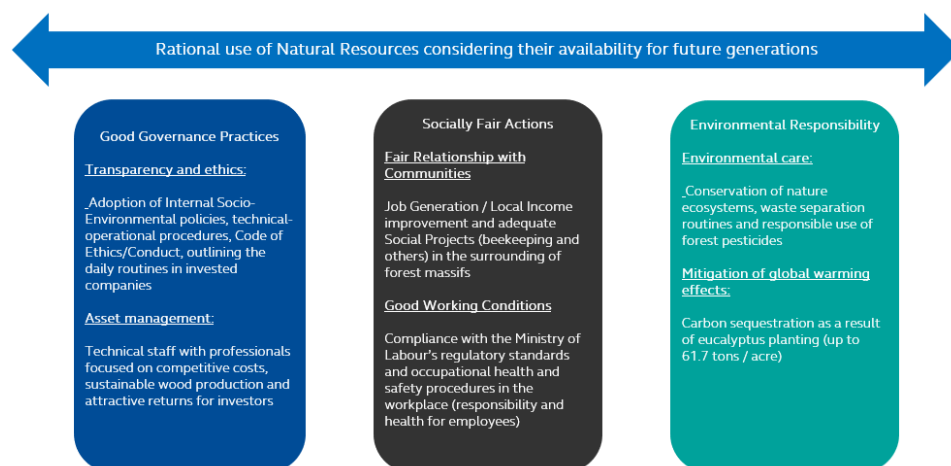 Rational use of Natural Resources considering their availability for future generations
Good Governance Practices
Transparency and ethics:
Adoption of Internal Socio-
Environmental policies, technical-
operational procedures, Code of
Ethics/Conduct, outlining the
daily routines in invested
companies
Asset management:
Technical staff with professionals
focused on competitive costs,
sustainable wood production and
attractive returns for investors
Socially Fair Actions
Fair Relationship with
Communities
Job Generation / Local Income
improvement and adequate
Social Projects (beekeeping and
others) in the surrounding of
forest massifs
Good Working Conditions
Compliance with the Ministry of
Labour's regulatory standards
and occupational health and
safety procedures in the
workplace (responsibility and
health for employees)
Environmental Responsibility
Environmental care:
Conservation of nature
ecosystems, waste separation
routines and responsible use of
forest pesticides
Mitigation of global warming
effects:
Carbon sequestration as a result
of eucalyptus planting (up to
61.7 tons / acre)